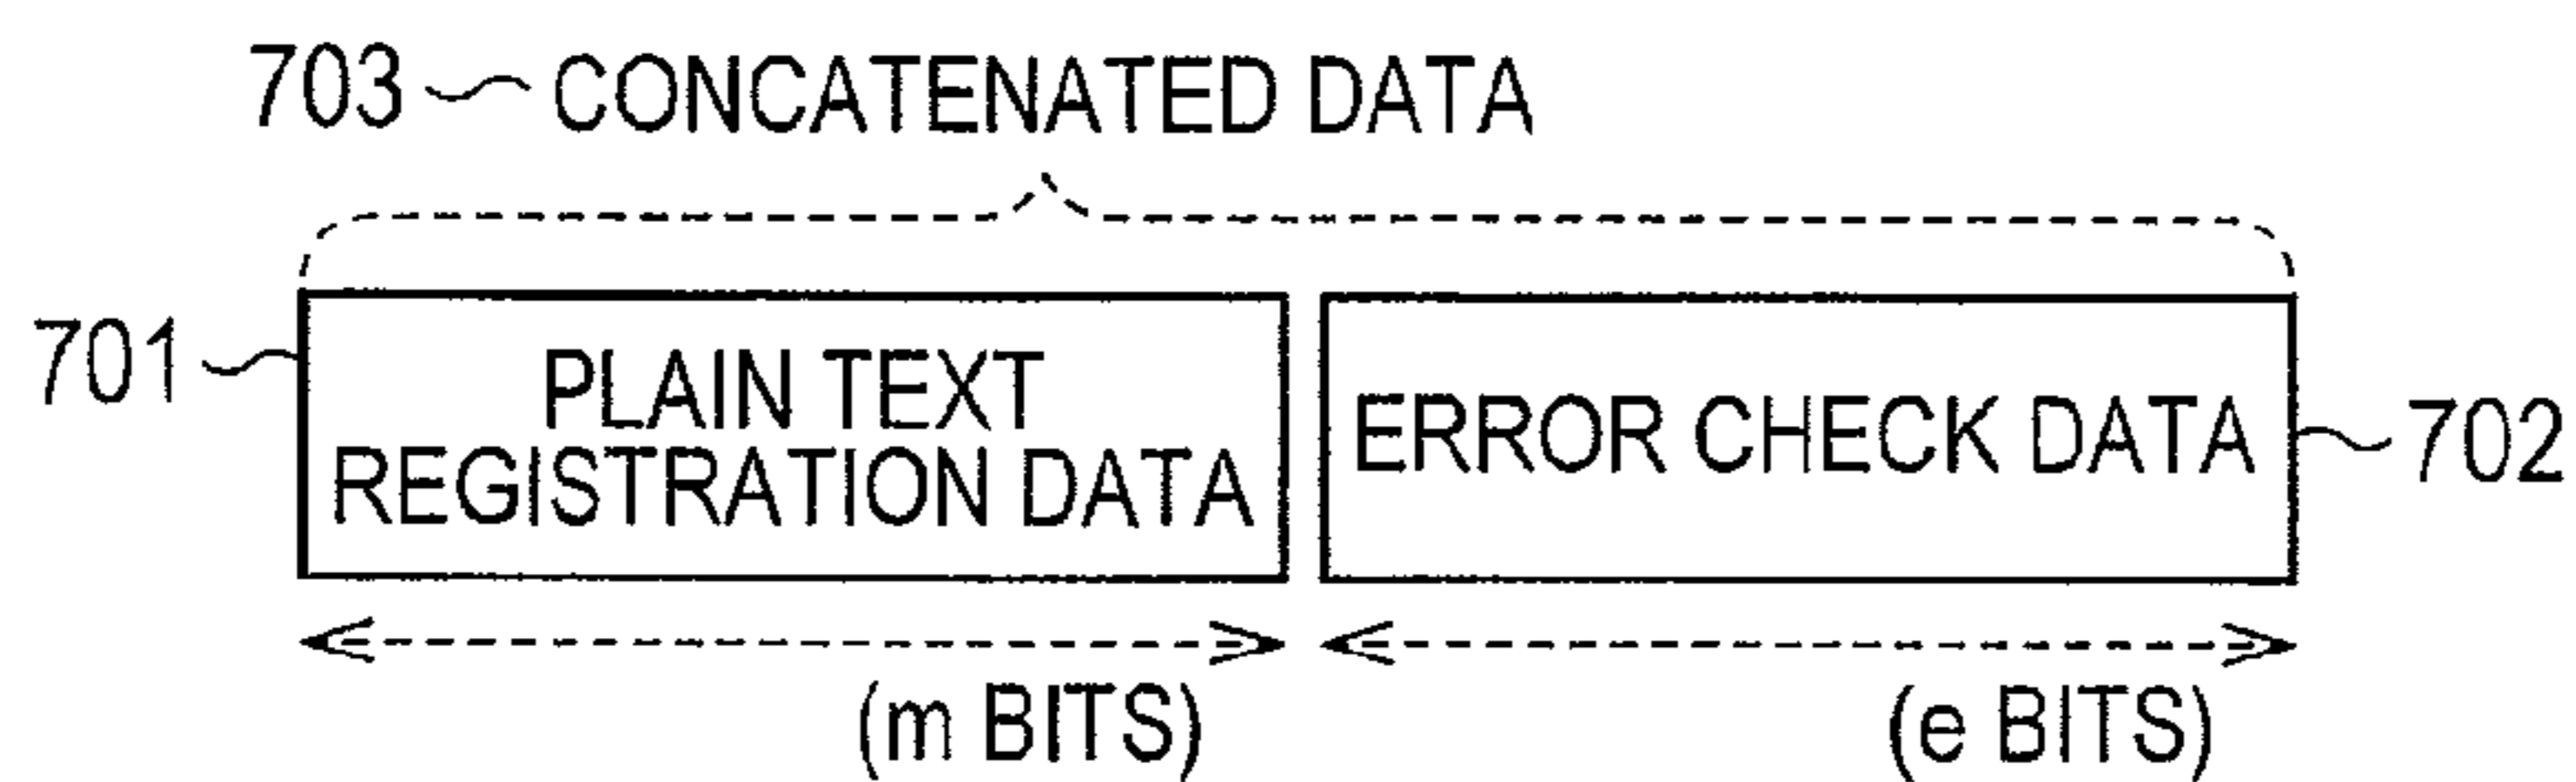 703 CONCATENATED DATA
701
PLAIN TEXT
REGISTRATION DATA
ERROR CHECK DATA
702
(m BITS)
(e BITS)